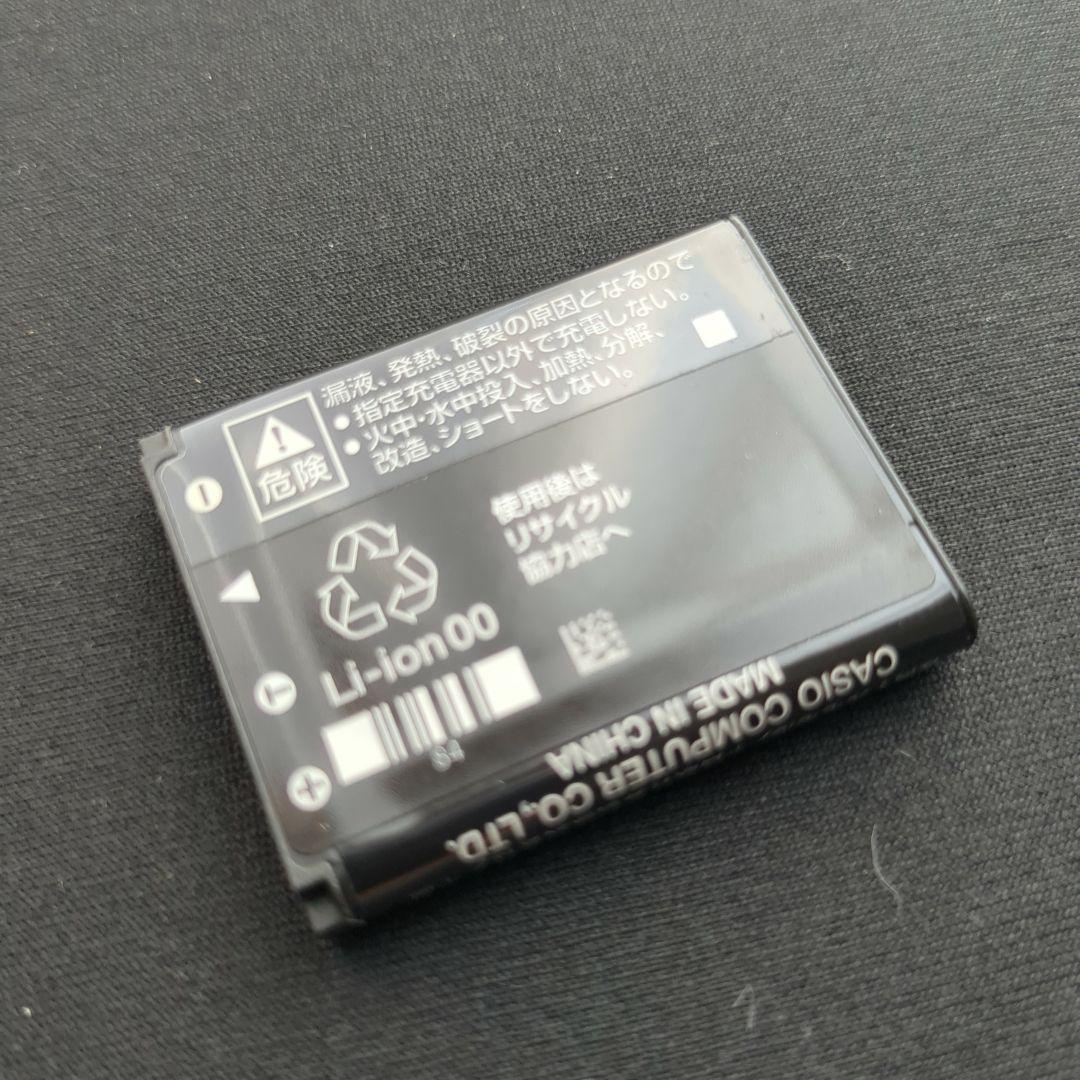 漏液、発熱、破裂の原因となるので
●指定充電器以外で充電しない。
●火中・水中投入、加熱、分解、
改造、ショートをしない。
危険
使用後は
リサイクル
協力店へ
Li-ion 00
S4
CASIO COMPUTER CO., LTD.
MADE IN CHINA